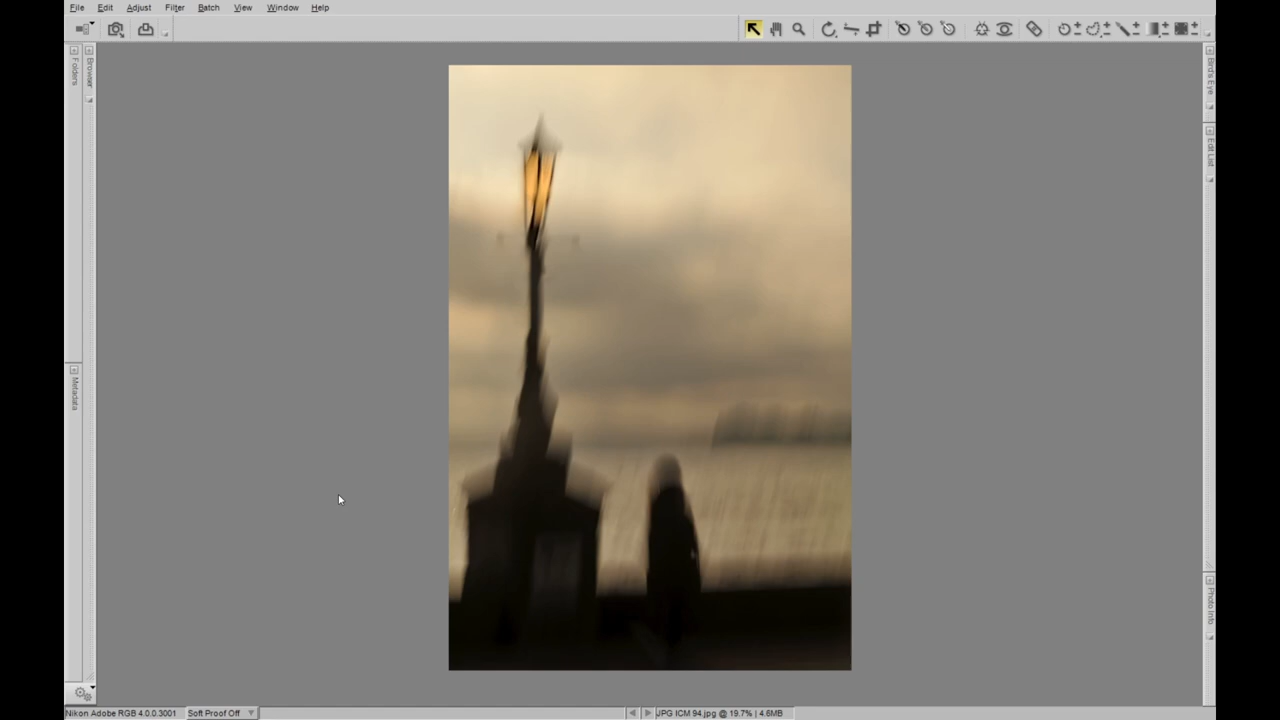 File Edit Adjust Filter Batch View Window Help
Folders
Browser
Metadata
Bird's Eye
Edit List
Photo Info
Nikon Adobe RGB 4.0.0.3001 Soft Proof Off JPG ICM 94.jpg @ 19.7% | 4.6MB